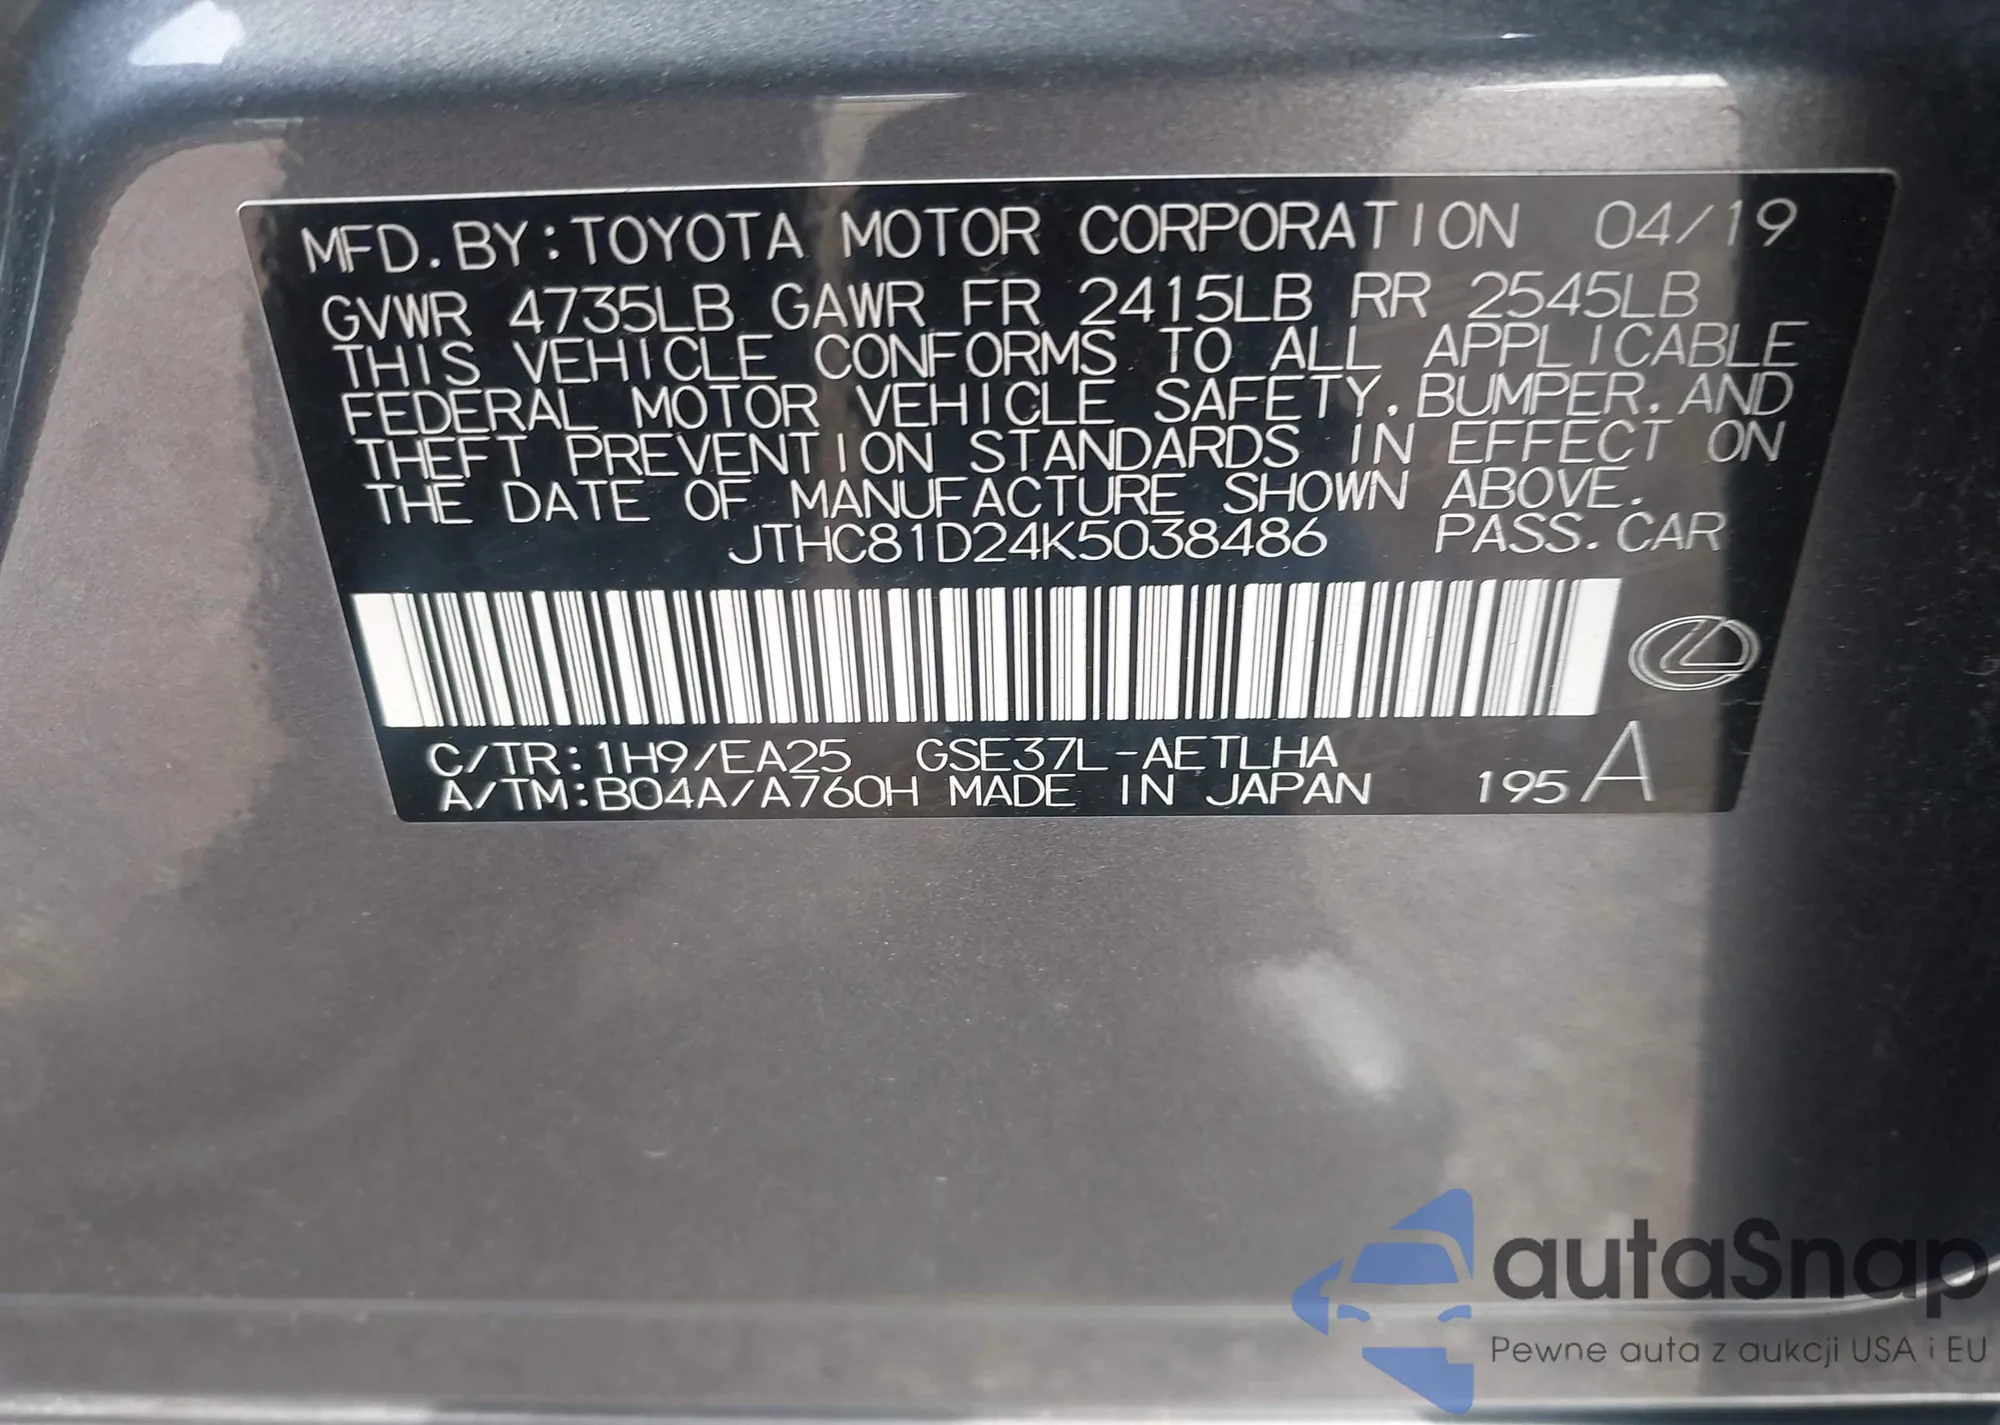 MFD. BY: TOYOTA MOTOR CORPORATION 04/19
GVWR 4735LB GAWR FR 2415LB RR 2545LB
THIS VEHICLE CONFORMS TO ALL APPLICABLE
FEDERAL MOTOR VEHICLE SAFETY, BUMPER, AND
THEFT PREVENTION STANDARDS IN EFFECT ON
THE DATE OF MANUFACTURE SHOWN ABOVE.
JTHC81D24K5038486 PASS. CAR
C/TR: 1H9/EA25 GSE37L-AETLHA
A/TM: B04A/A760H MADE IN JAPAN 195 A
autaSnap
Pewne auta z aukcji USA i EU